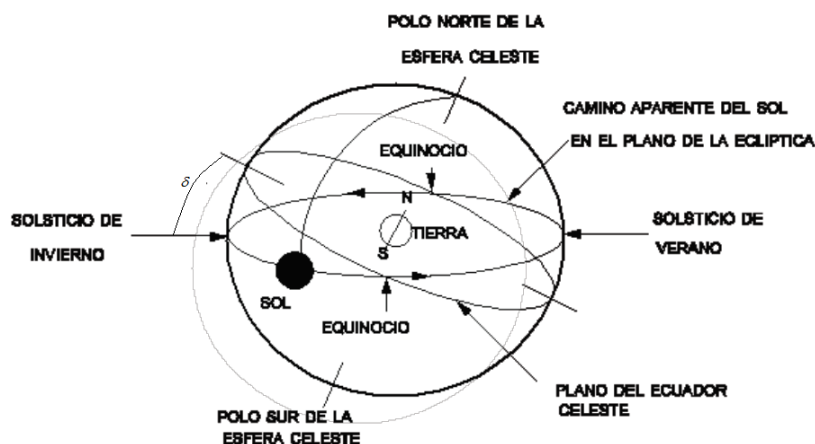 POLO NORTE DE LA
ESFERA CELESTE
CAMINO APARENTE DEL SOL
EN EL PLANO DE LA ECLIPTICA
EQUINOCIO
δ
N
SOLSTICIO DE
INVIERNO
TIERRA
SOLSTICIO DE
VERANO
S
SOL
EQUINOCIO
PLANO DEL ECUADOR
CELESTE
POLO SUR DE LA
ESFERA CELESTE